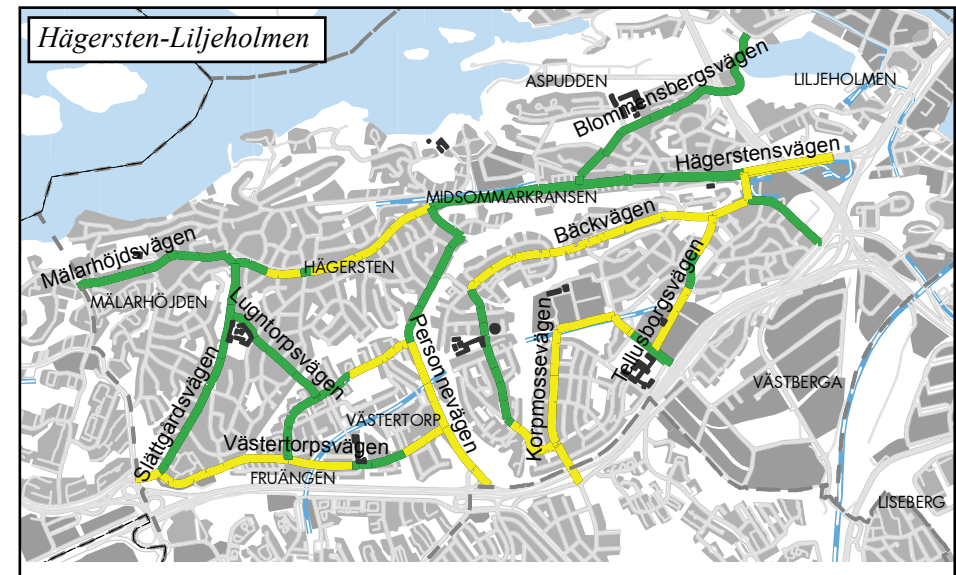 Hägersten-Liljeholmen
ASPUDDEN
Blommensbergsvägen
LILJEHOLMEN
Hägerstensvägen
MIDSOMMARKRANSEN
Bäckvägen
Mälarhöjdsvägen
HÄGERSTEN
MÄLARHÖJDEN
Lugntorpsvägen
Personnevägen
Korpmossevägen
Tellusborgsvägen
VÄSTBERGA
Slättgårdsvägen
VÄSTERTORP
Västertorpsvägen
FRUÄNGEN
LISEBERG